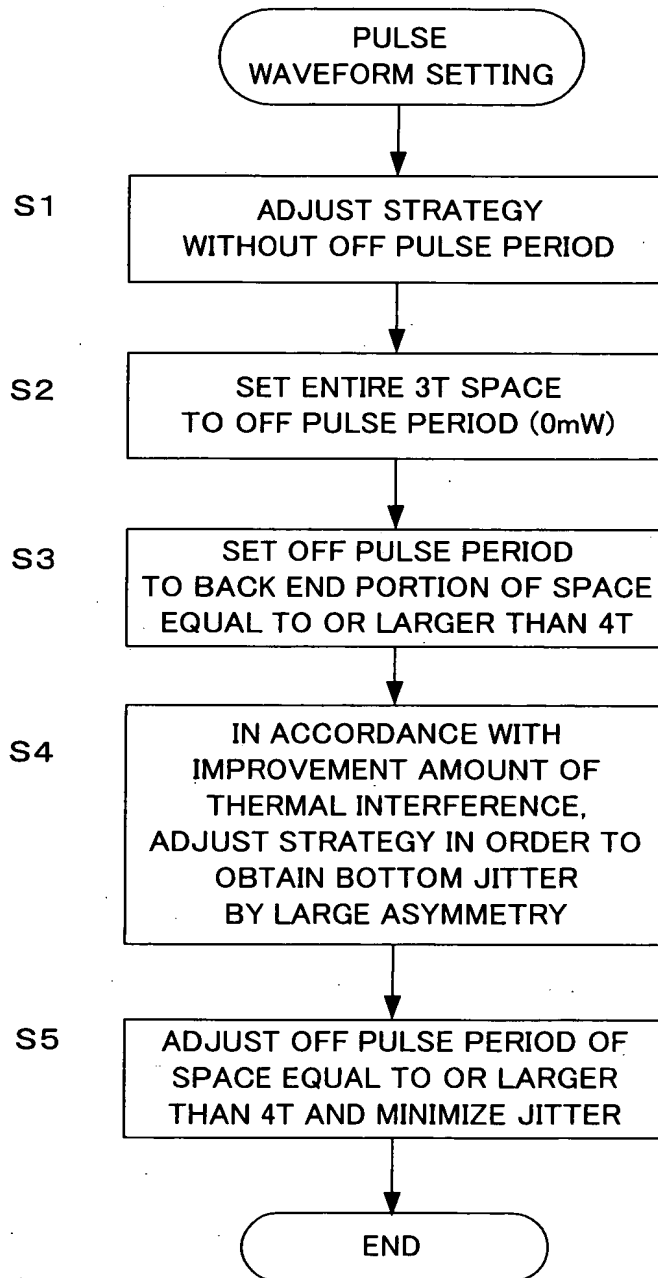 PULSE
WAVEFORM SETTING
S1
ADJUST STRATEGY
WITHOUT OFF PULSE PERIOD
S2
SET ENTIRE 3T SPACE
TO OFF PULSE PERIOD (0mW)
S3
SET OFF PULSE PERIOD
TO BACK END PORTION OF SPACE
EQUAL TO OR LARGER THAN 4T
S4
IN ACCORDANCE WITH
IMPROVEMENT AMOUNT OF
THERMAL INTERFERENCE,
ADJUST STRATEGY IN ORDER TO
OBTAIN BOTTOM JITTER
BY LARGE ASYMMETRY
S5
ADJUST OFF PULSE PERIOD OF
SPACE EQUAL TO OR LARGER
THAN 4T AND MINIMIZE JITTER
END